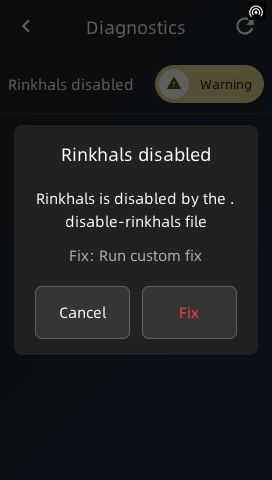 Diagnostics
Rinkhals disabled
Warning
Rinkhals disabled
Rinkhals is disabled by the .
disable-rinkhals file
Fix: Run custom fix
Cancel
Fix